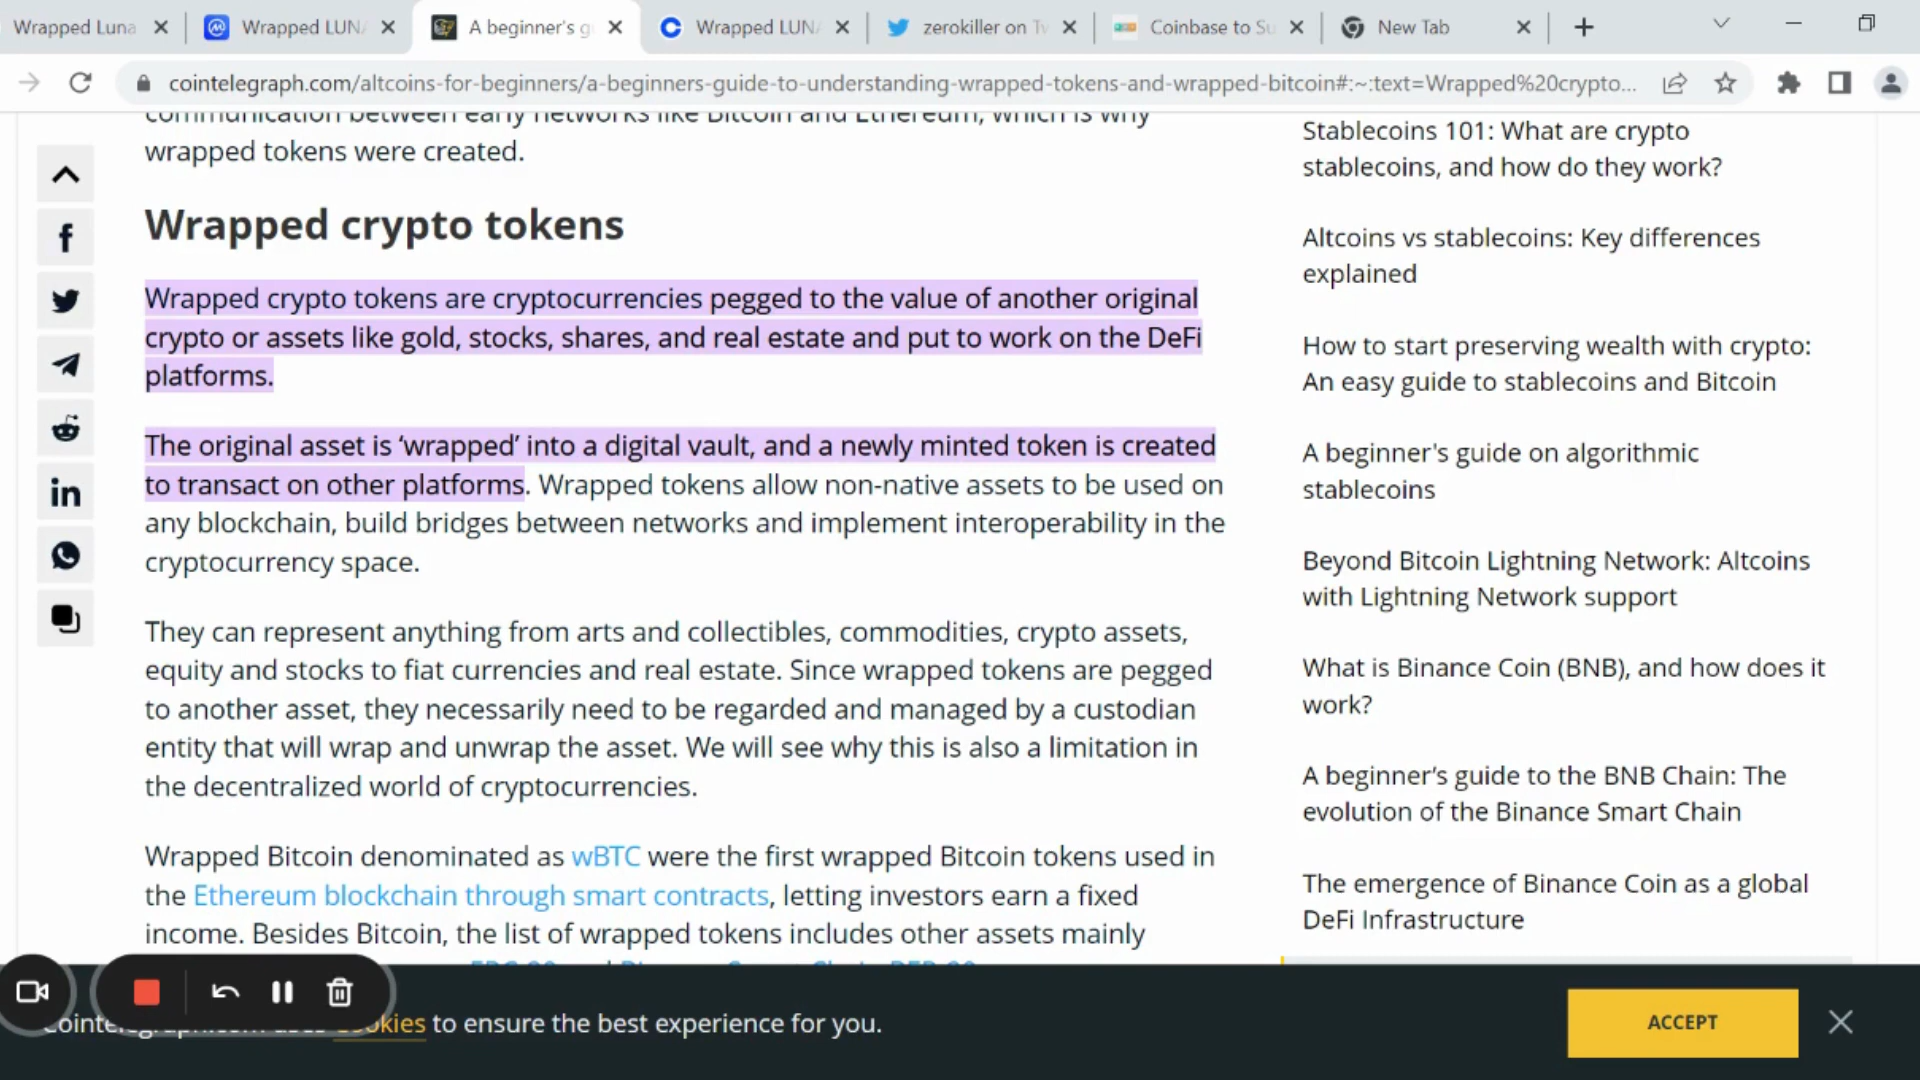 Wrapped Luna
Wrapped LUN
A beginner's g
Wrapped LUN
zerokiller on Tw
Coinbase to Su
New Tab
cointelegraph.com/altcoins-for-beginners/a-beginners-guide-to-understanding-wrapped-tokens-and-wrapped-bitcoin#:~:text=Wrapped%20crypto...
communication between early networks like Bitcoin and Ethereum, which is why
wrapped tokens were created.
Wrapped crypto tokens
Wrapped crypto tokens are cryptocurrencies pegged to the value of another original
crypto or assets like gold, stocks, shares, and real estate and put to work on the DeFi
platforms.
The original asset is ‘wrapped’ into a digital vault, and a newly minted token is created
to transact on other platforms. Wrapped tokens allow non-native assets to be used on
any blockchain, build bridges between networks and implement interoperability in the
cryptocurrency space.
They can represent anything from arts and collectibles, commodities, crypto assets,
equity and stocks to fiat currencies and real estate. Since wrapped tokens are pegged
to another asset, they necessarily need to be regarded and managed by a custodian
entity that will wrap and unwrap the asset. We will see why this is also a limitation in
the decentralized world of cryptocurrencies.
Wrapped Bitcoin denominated as wBTC were the first wrapped Bitcoin tokens used in
the Ethereum blockchain through smart contracts, letting investors earn a fixed
income. Besides Bitcoin, the list of wrapped tokens includes other assets mainly
Stablecoins 101: What are crypto
stablecoins, and how do they work?
Altcoins vs stablecoins: Key differences
explained
How to start preserving wealth with crypto:
An easy guide to stablecoins and Bitcoin
A beginner's guide on algorithmic
stablecoins
Beyond Bitcoin Lightning Network: Altcoins
with Lightning Network support
What is Binance Coin (BNB), and how does it
work?
A beginner’s guide to the BNB Chain: The
evolution of the Binance Smart Chain
The emergence of Binance Coin as a global
DeFi Infrastructure
Cookies to ensure the best experience for you.
ACCEPT